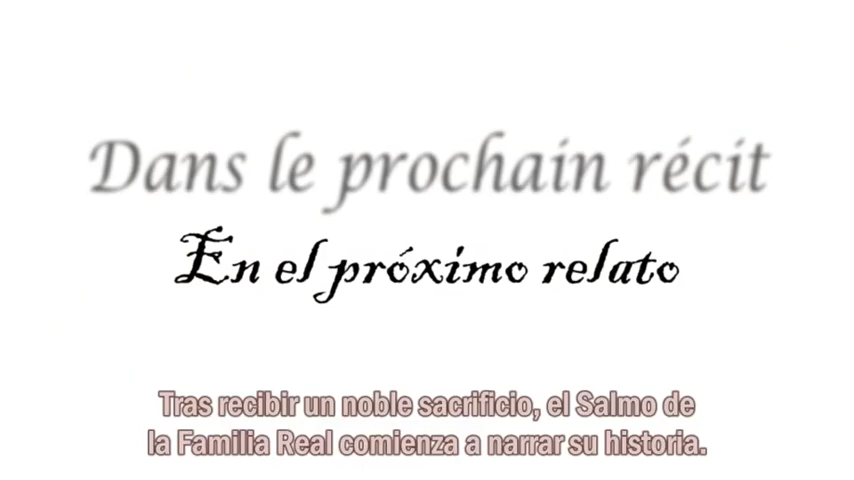 Dans le prochain récit
En el próximo relato
Tras recibir un noble sacrificio, el Salmo de
la Familia Real comienza a narrar su historia.